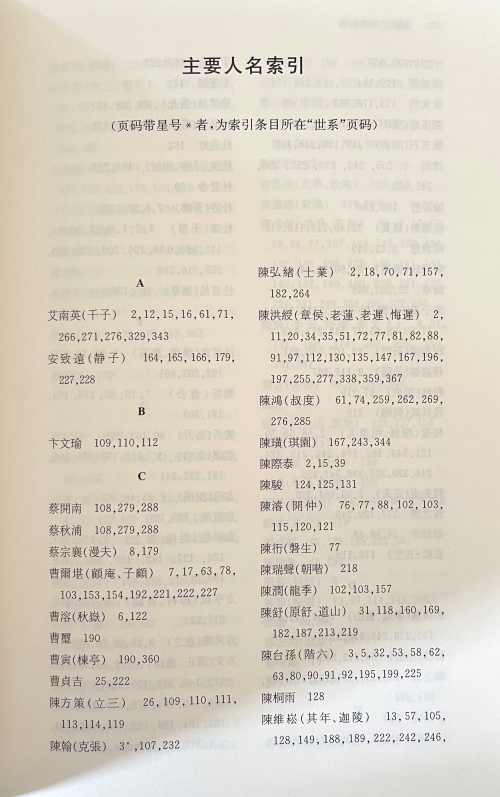 主要人名索引
(页码带星号*者,为索引条目所在“世系”页码)
A
艾南英(千子) 2,12,15,16,61,71,
266,271,276,329,343
安致遠(静子) 164,165,166,179,
227,228
B
卞文瑜 109,110,112
C
蔡開南 108,279,288
蔡秋浦 108,279,288
蔡宗襄(漫夫) 8,179
曹爾堪(顧庵、子顧) 7,17,63,78,
103,153,154,192,221,222,227
曹溶(秋嶽) 6,122
曹璽 190
曹寅(楝亭) 190,360
曹貞吉 25,222
陳方策(立三) 26,109,110,111,
113,114,119
陳翰(克張) 3*,107,232
陳弘緒(士業) 2,18,70,71,157,
182,264
陳洪綬(章侯、老蓮、老遲、悔遲) 2,
11,20,34,35,51,72,77,81,82,88,
91,97,112,130,135,147,167,196,
197,255,277,338,359,367
陳鴻(叔度) 61,74,259,262,269,
276,285
陳璜(琪園) 167,243,344
陳際泰 2,15,39
陳駿 124,125,131
陳濬(開仲) 76,77,88,102,103,
115,120,121
陳衎(磐生) 77
陳瑞聲(朝喈) 218
陳潤(龍季) 102,103,157
陳舒(原舒、道山) 31,118,160,169,
182,187,213,219
陳台孫(階六) 3,5,32,53,58,62,
63,80,90,91,92,195,199,225
陳桐雨 128
陳維崧(其年、迦陵) 13,57,105,
128,149,188,189,222,242,246,